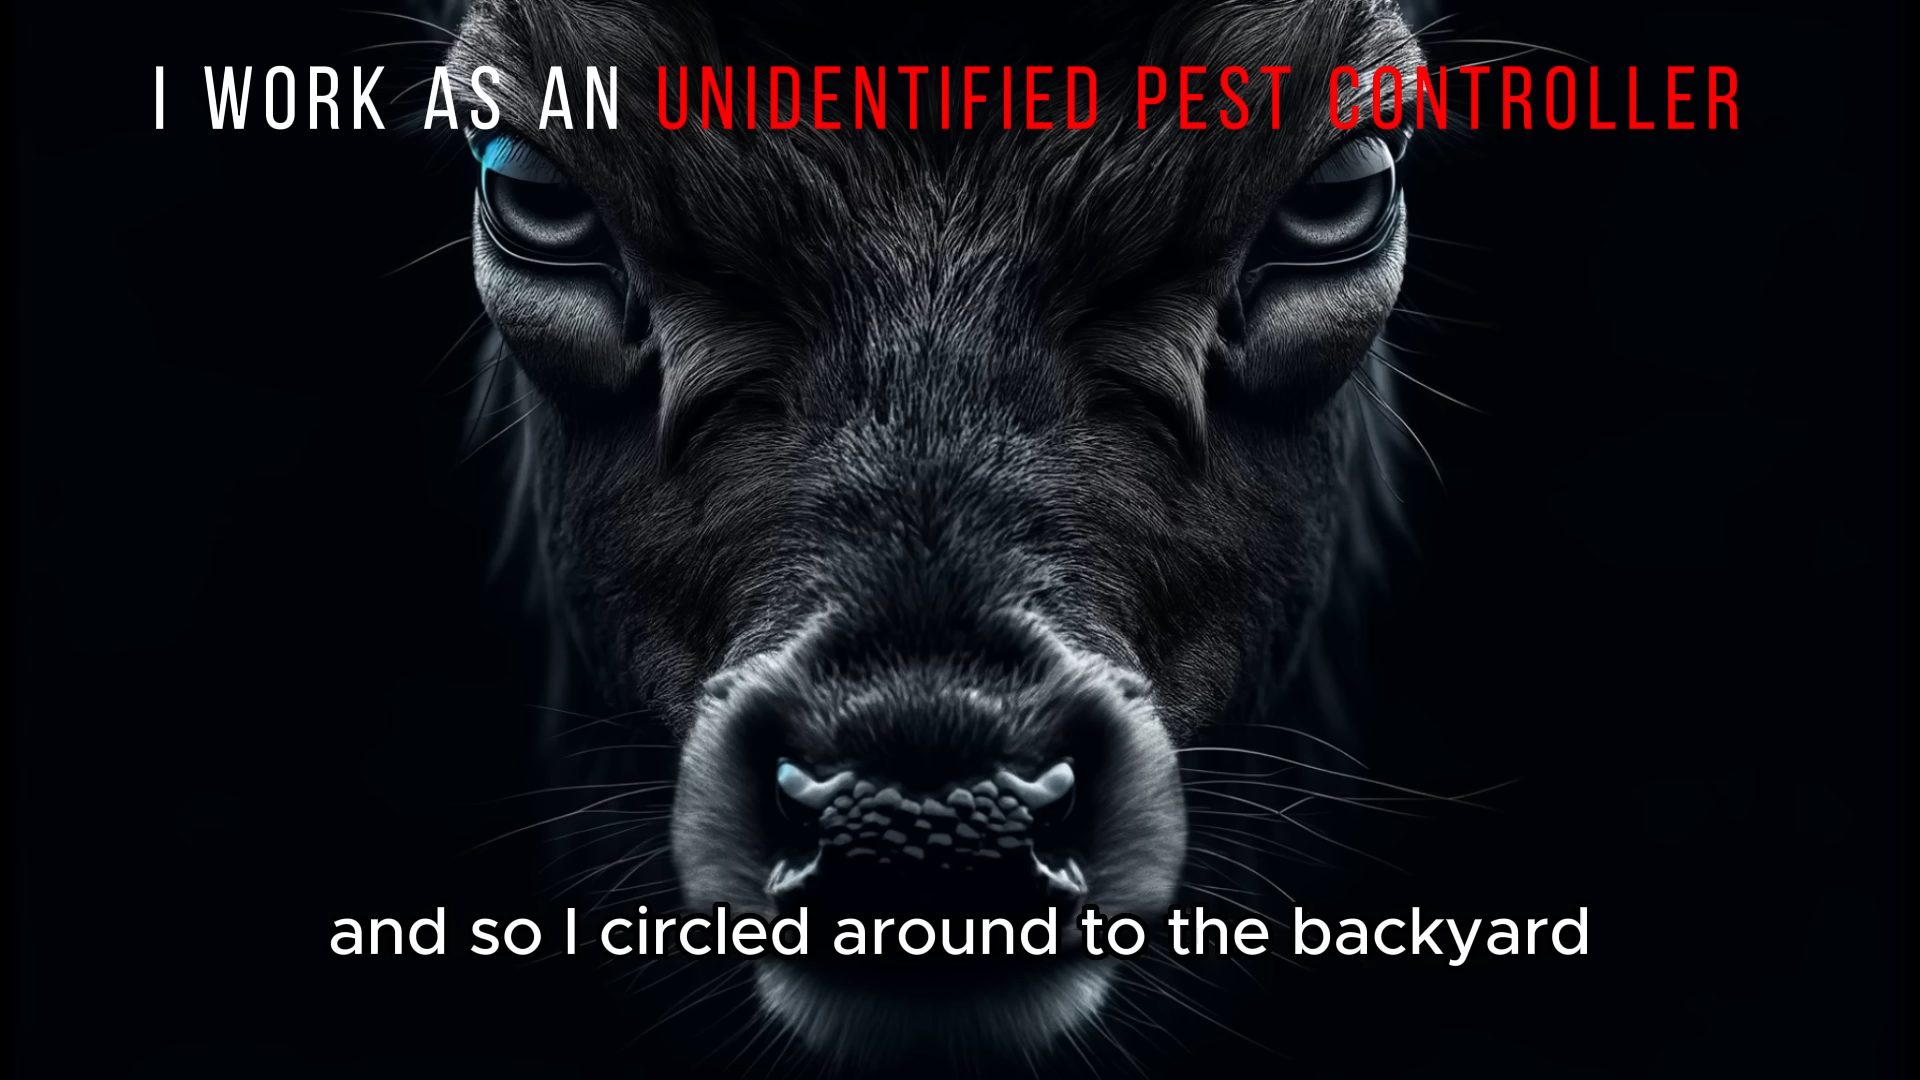 I WORK AS AN UNIDENTIFIED PEST CONTROLLER
and so I circled around to the backyard